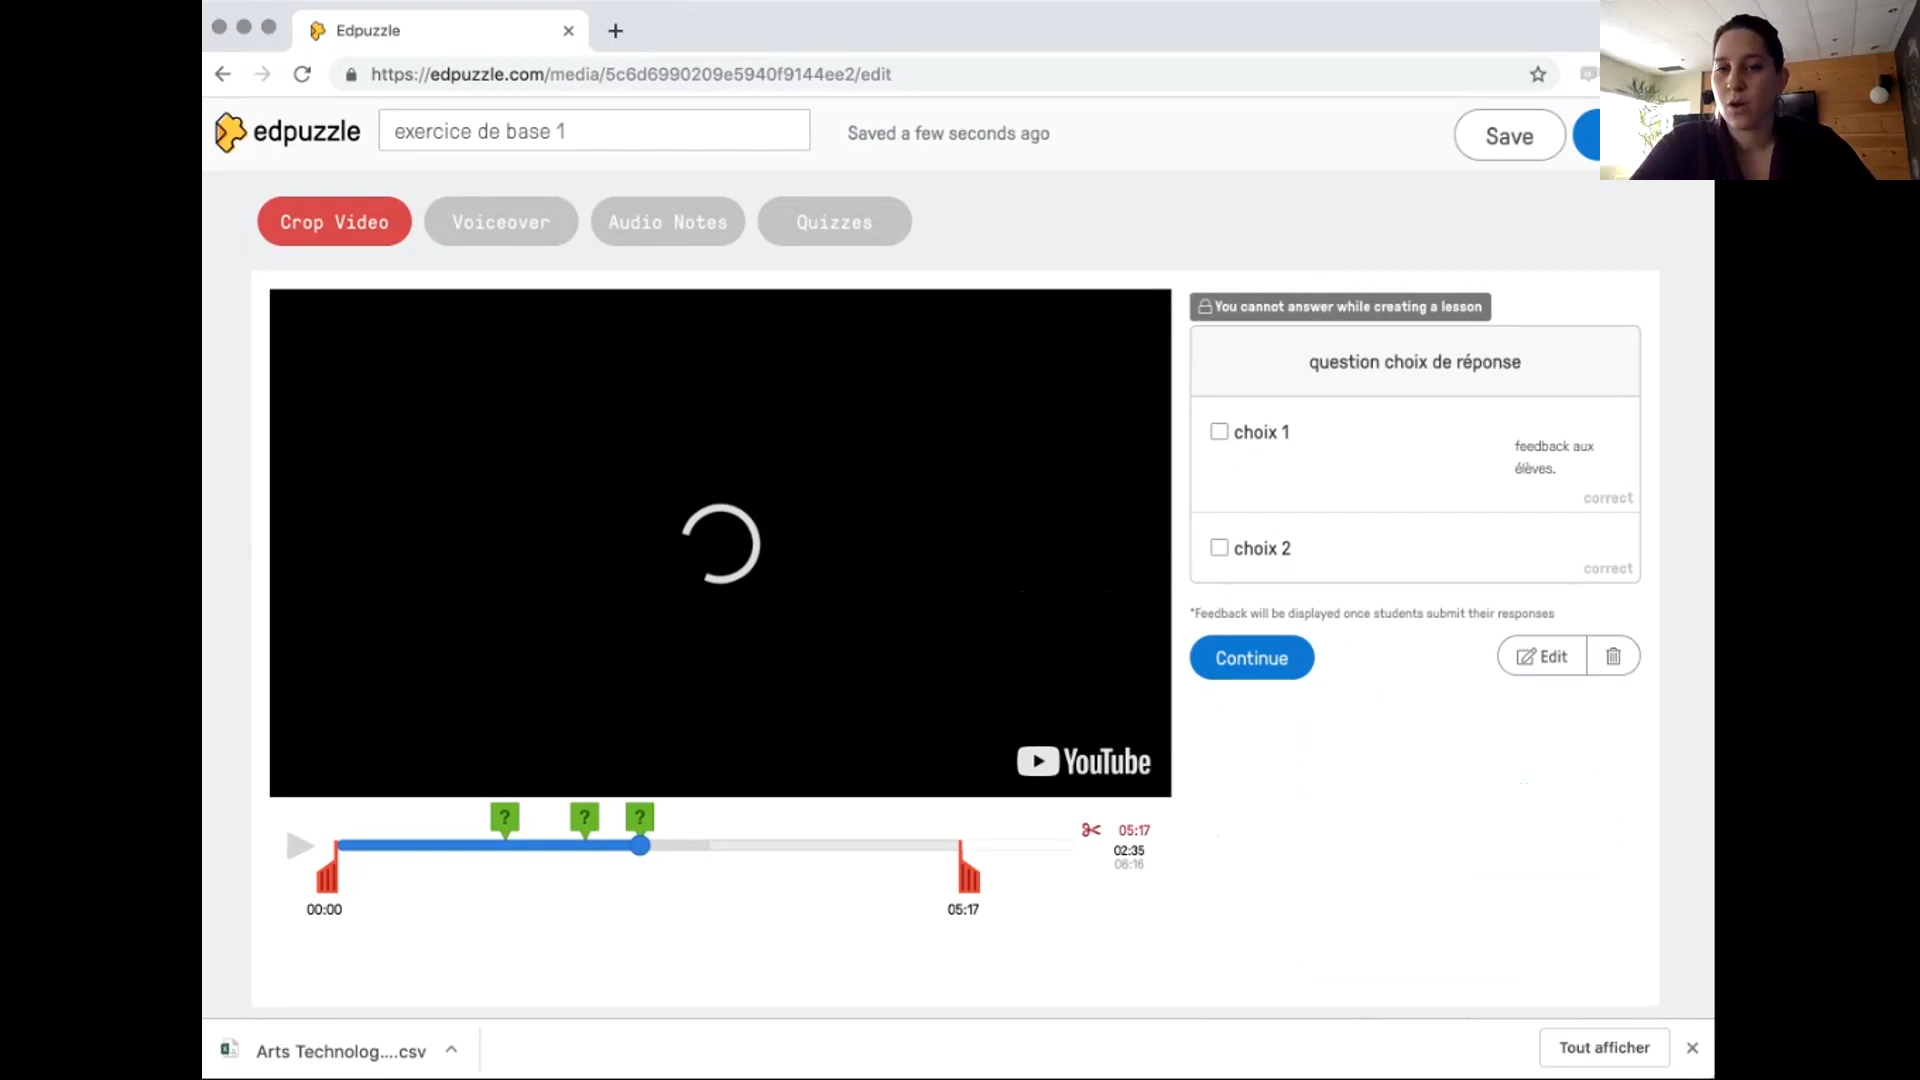 Edpuzzle
https://edpuzzle.com/media/5c6d6990209e5940f9144ee2/edit
edpuzzle
exercice de base 1
Saved a few seconds ago
Save
Crop Video
Voiceover
Audio Notes
Quizzes
You cannot answer while creating a lesson
question choix de réponse
choix 1
feedback aux
élèves.
correct
choix 2
correct
*Feedback will be displayed once students submit their responses
Continue
Edit
YouTube
?
?
?
05:17
02:35
06:16
00:00
05:17
Arts Technolog....csv
Tout afficher